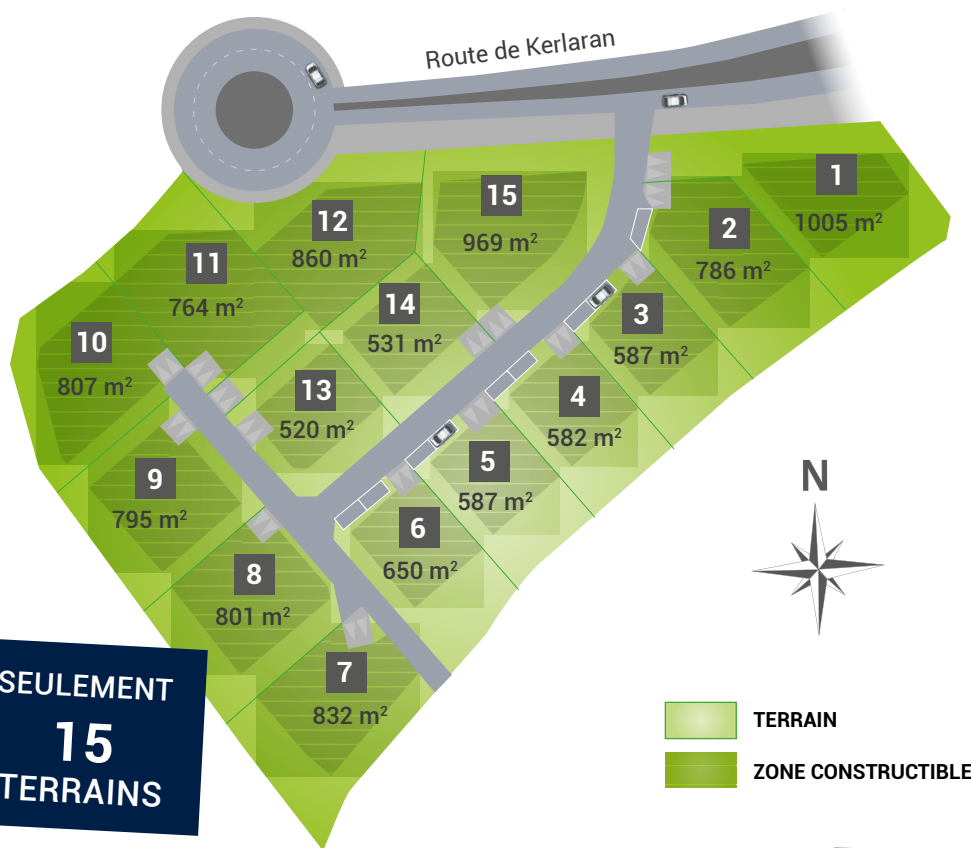 Route de Kerlaran
1
1005 m²
2
786 m²
15
969 m²
12
860 m²
11
764 m²
14
531 m²
3
587 m²
10
807 m²
13
520 m²
4
582 m²
5
587 m²
9
795 m²
6
650 m²
8
801 m²
7
832 m²
N
SEULEMENT
15
TERRAINS
TERRAIN
ZONE CONSTRUCTIBLE